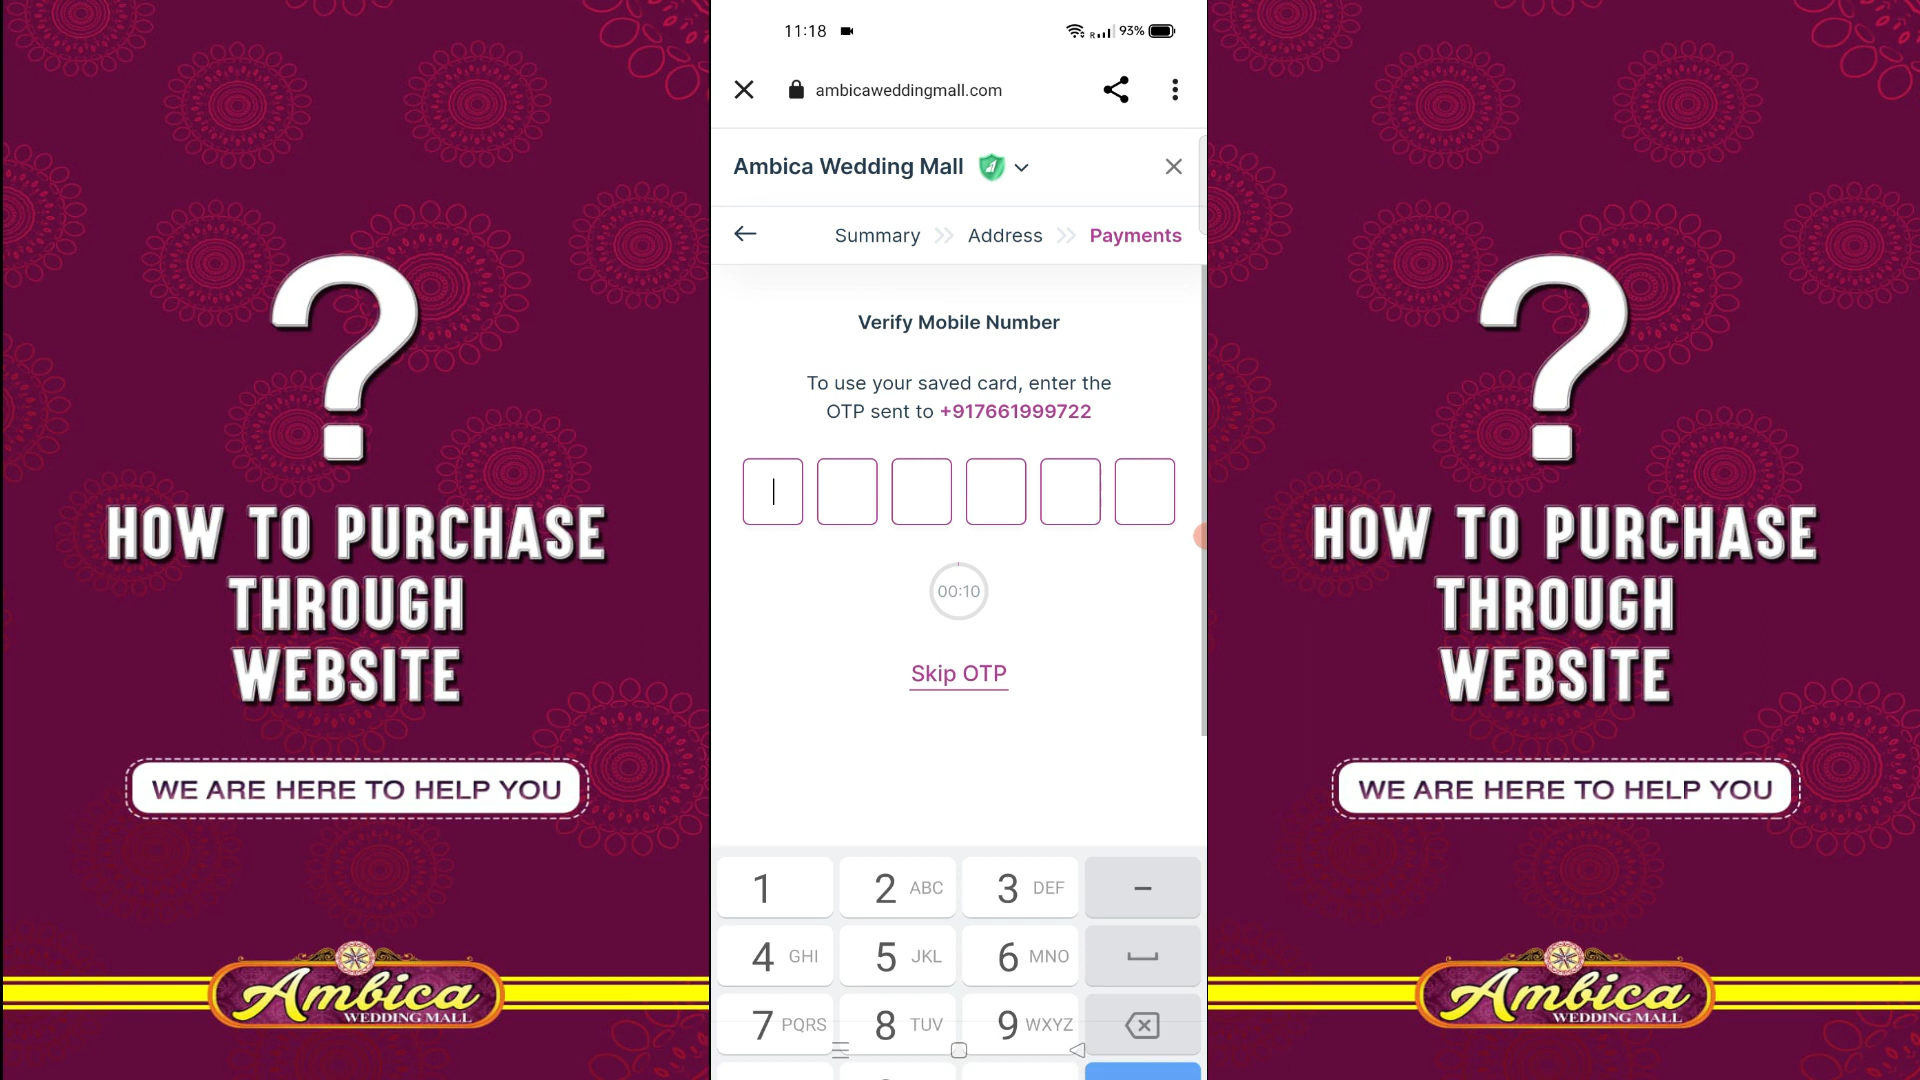 ?
HOW TO PURCHASE
THROUGH
WEBSITE
WE ARE HERE TO HELP YOU
Ambica
WEDDING MALL
11:18
R 93%
ambicaweddingmall.com
Ambica Wedding Mall
Summary Address Payments
Verify Mobile Number
To use your saved card, enter the
OTP sent to +917661999722
00:10
Skip OTP
1 2 ABC 3 DEF -
4 GHI 5 JKL 6 MNO
7 PQRS 8 TUV 9 WXYZ
?
HOW TO PURCHASE
THROUGH
WEBSITE
WE ARE HERE TO HELP YOU
Ambica
WEDDING MALL